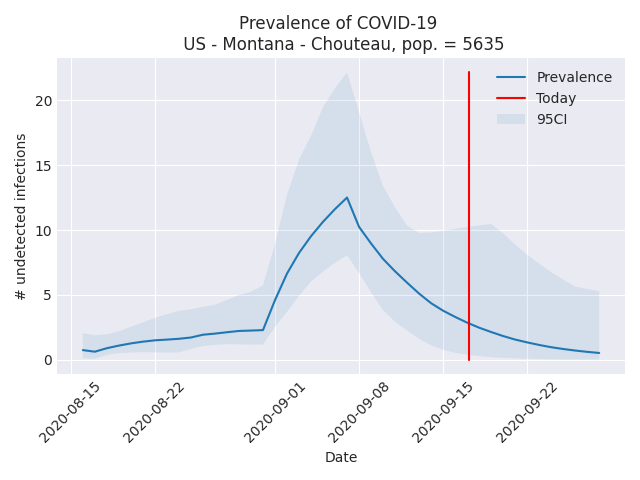 Prevalence of COVID-19
US - Montana - Chouteau, pop. = 5635
Prevalence
Today
95CI
# undetected infections
20
15
10
5
0
2020-08-15
2020-08-22
2020-09-01
2020-09-08
2020-09-15
2020-09-22
Date